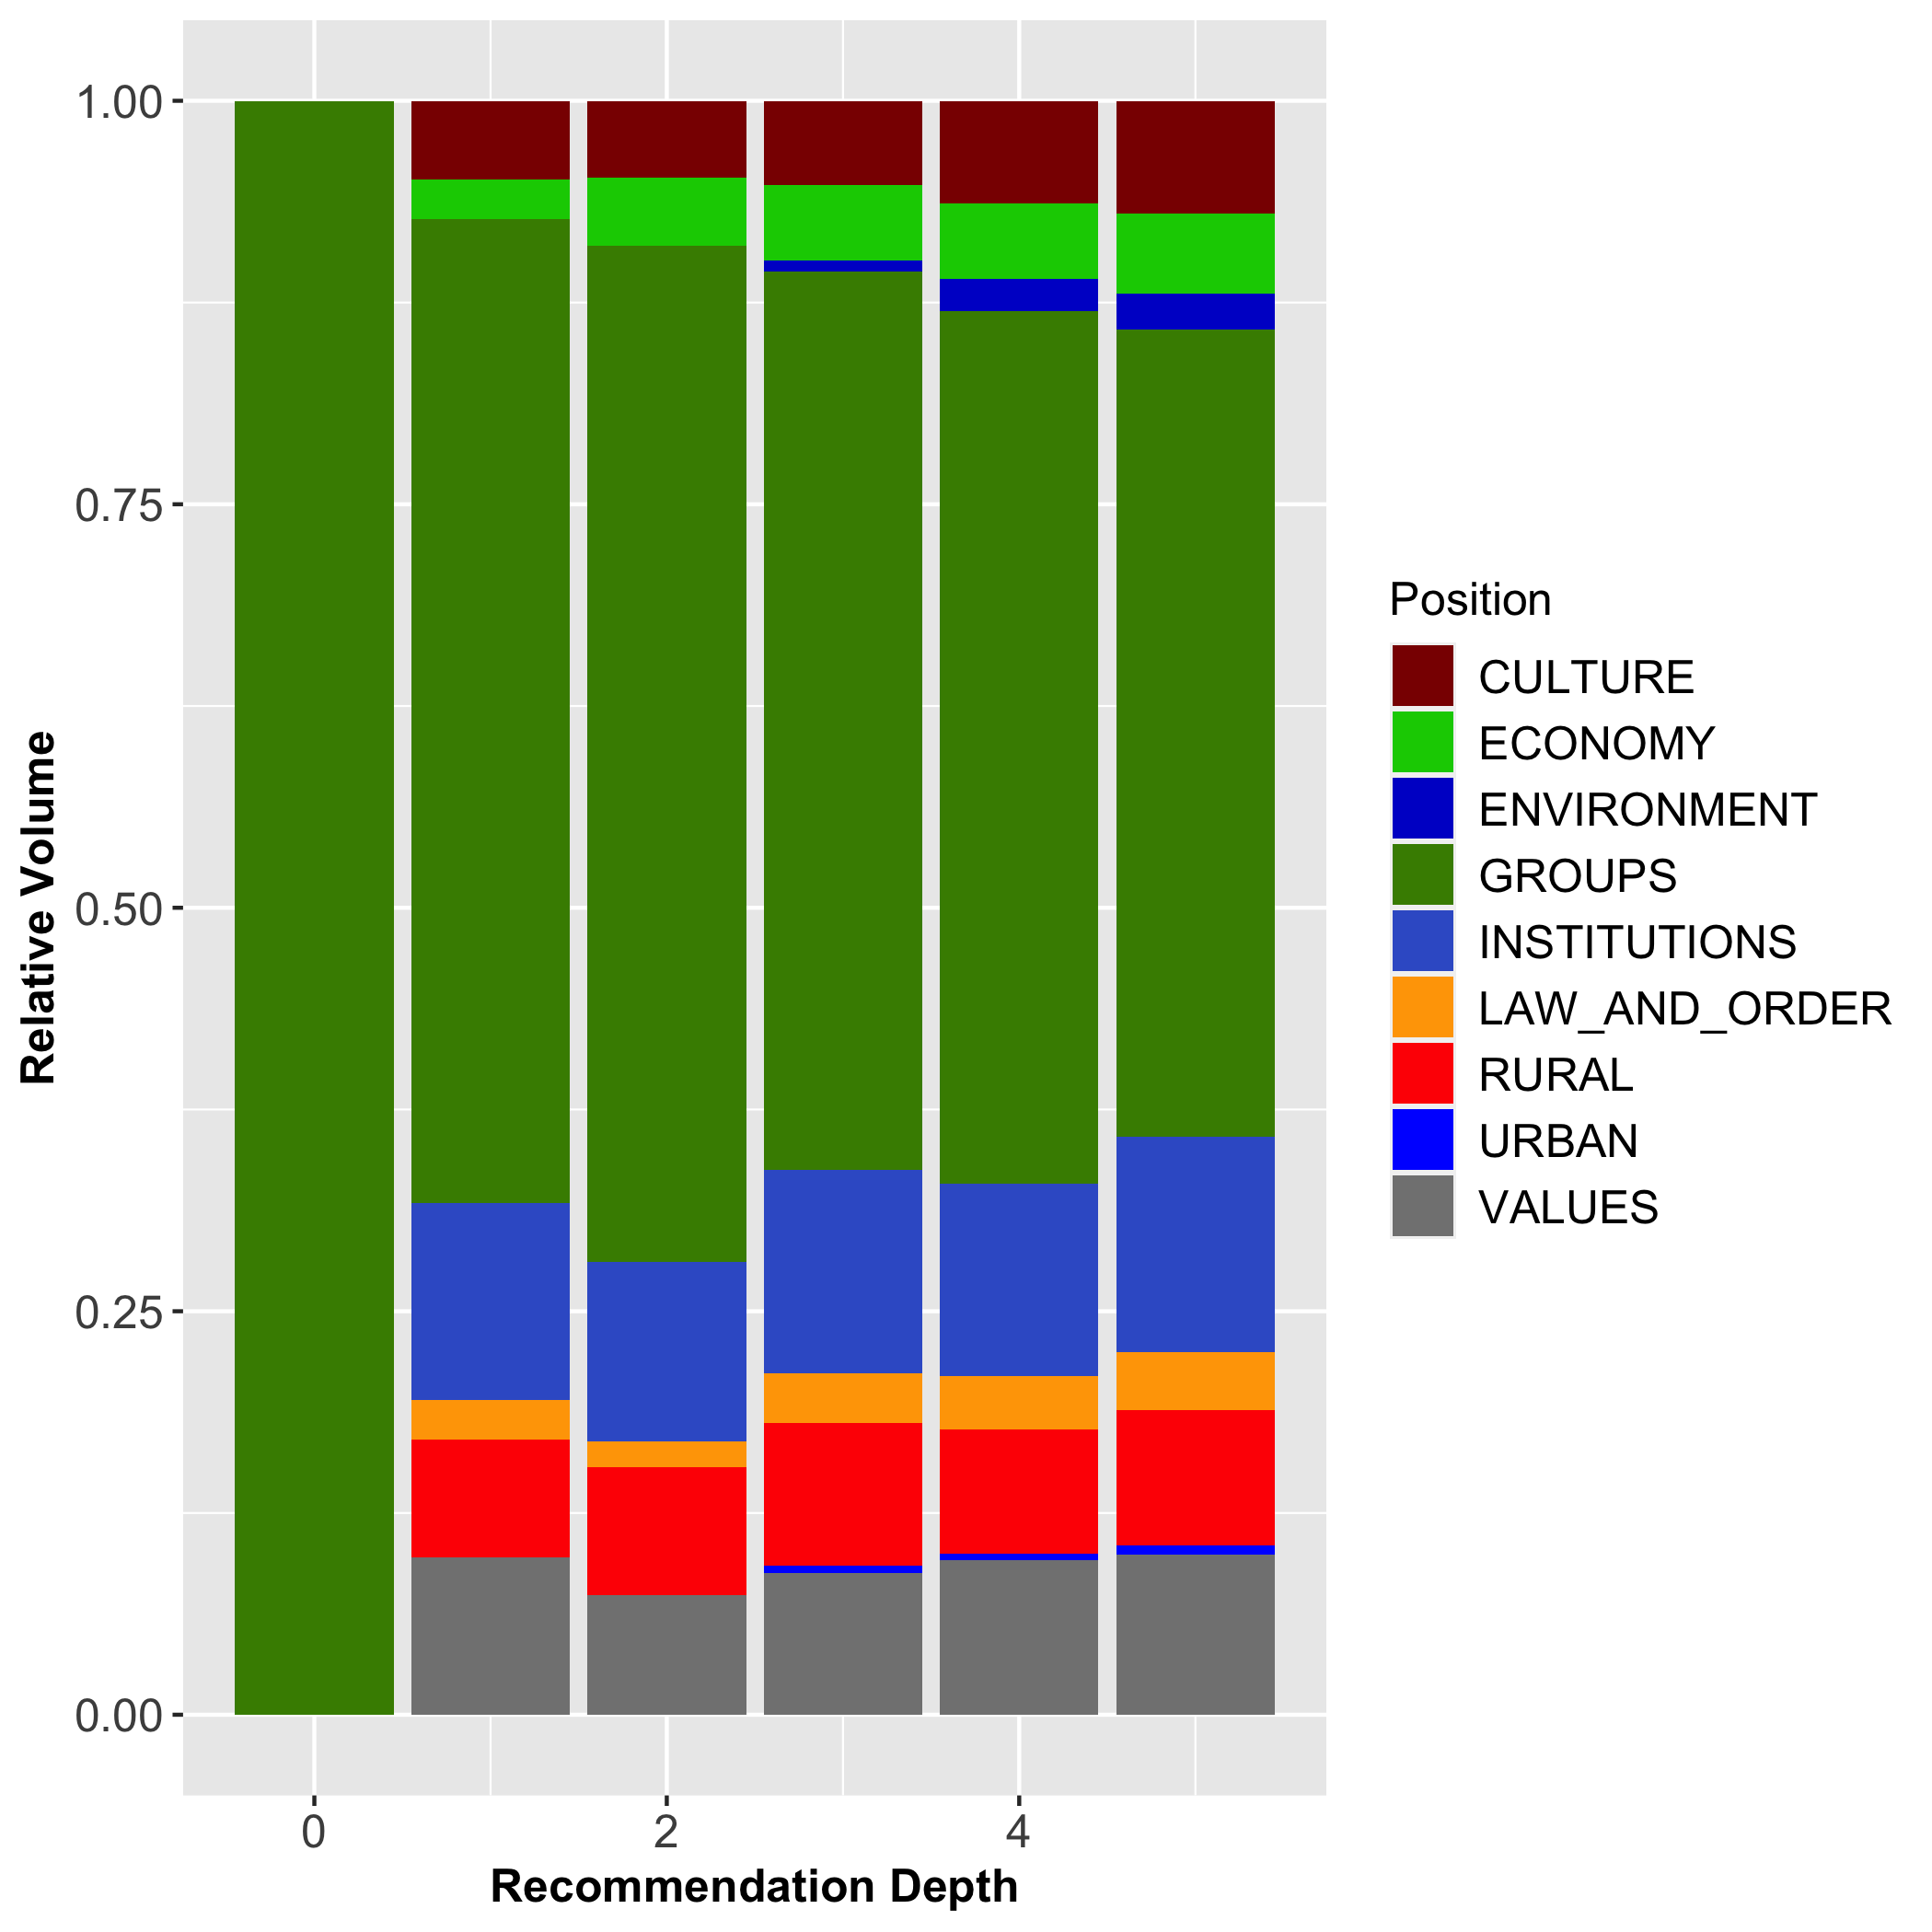 Relative Volume
1.00
0.75
0.50
0.25
0.00
0
2
4
Recommendation Depth
Position
CULTURE
ECONOMY
ENVIRONMENT
GROUPS
INSTITUTIONS
LAW_AND_ORDER
RURAL
URBAN
VALUES